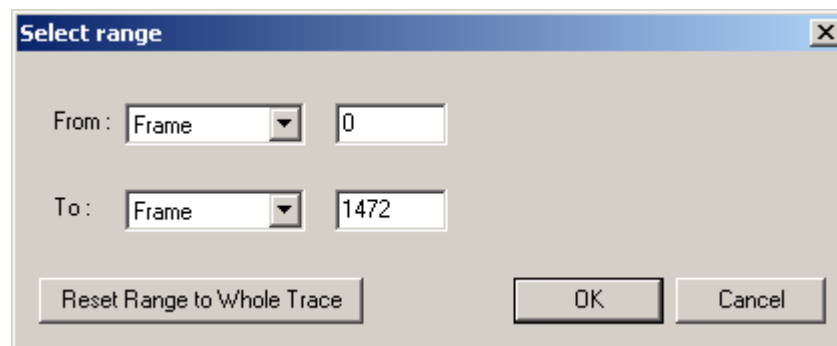 Select range
From : Frame 0
To : Frame 1472
Reset Range to Whole Trace OK Cancel